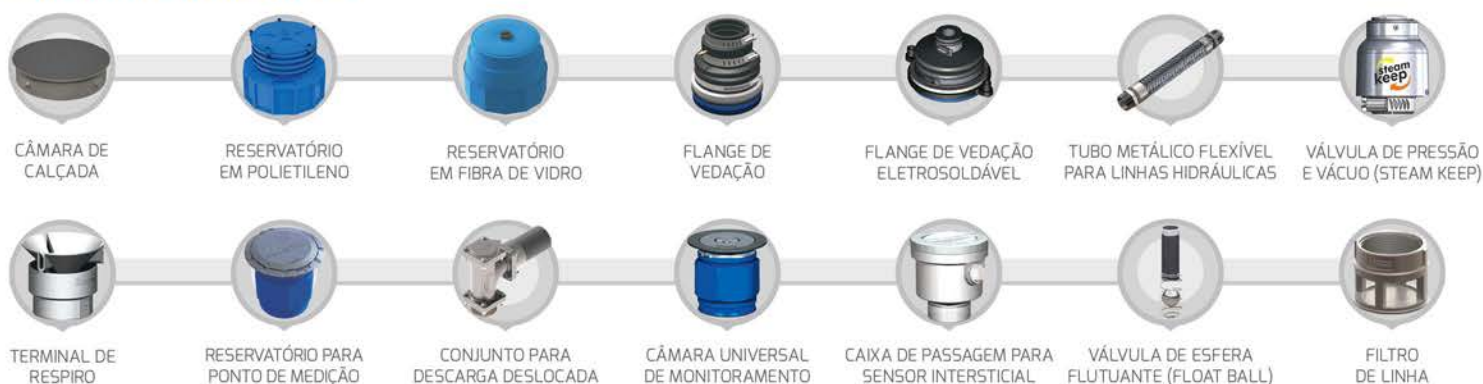 steam
keep
CÂMARA DE
CALÇADA
RESERVATÓRIO
EM POLIETILENO
RESERVATÓRIO
EM FIBRA DE VIDRO
FLANGE DE
VEDAÇÃO
FLANGE DE VEDAÇÃO
ELETROSOLDÁVEL
TUBO METÁLICO FLEXÍVEL
PARA LINHAS HIDRÁULICAS
VÁLVULA DE PRESSÃO
E VÁCUO (STEAM KEEP)
TERMINAL DE
RESPIRO
RESERVATÓRIO PARA
PONTO DE MEDIÇÃO
CONJUNTO PARA
DESCARGA DESLOCADA
CÂMARA UNIVERSAL
DE MONITORAMENTO
CAIXA DE PASSAGEM PARA
SENSOR INTERSTICIAL
VÁLVULA DE ESFERA
FLUTUANTE (FLOAT BALL)
FILTRO
DE LINHA